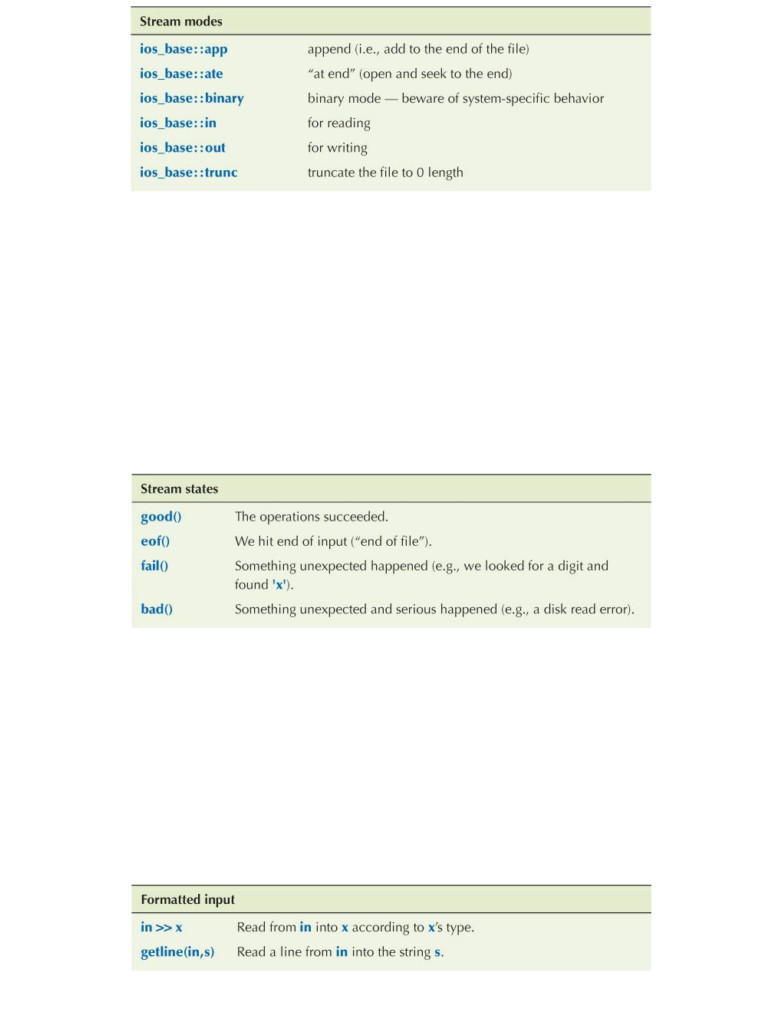 Stream modes
ios_base::app append (i.e., add to the end of the file)
ios_base::ate “at end” (open and seek to the end)
ios_base::binary binary mode — beware of system-specific behavior
ios_base::in for reading
ios_base::out for writing
ios_base::trunc truncate the file to 0 length
Stream states
good() The operations succeeded.
eof() We hit end of input (“end of file”).
fail() Something unexpected happened (e.g., we looked for a digit and
found 'x').
bad() Something unexpected and serious happened (e.g., a disk read error).
Formatted input
in >> x Read from in into x according to x’s type.
getline(in,s) Read a line from in into the string s.